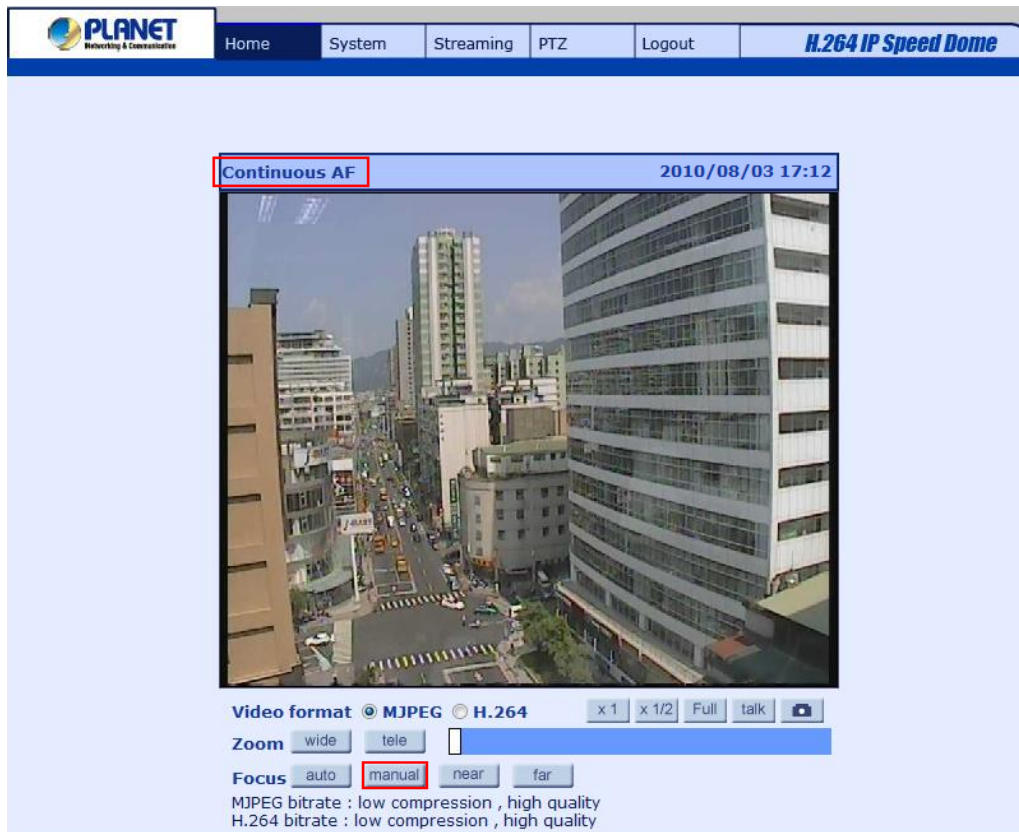 PLANET
Networking & Communication
Home System Streaming PTZ Logout H.264 IP Speed Dome
Continuous AF 2010/08/03 17:12
Video format MJPEG H.264 x 1 x 1/2 Full talk
Zoom wide tele
Focus auto manual near far
MJPEG bitrate : low compression , high quality
H.264 bitrate : low compression , high quality